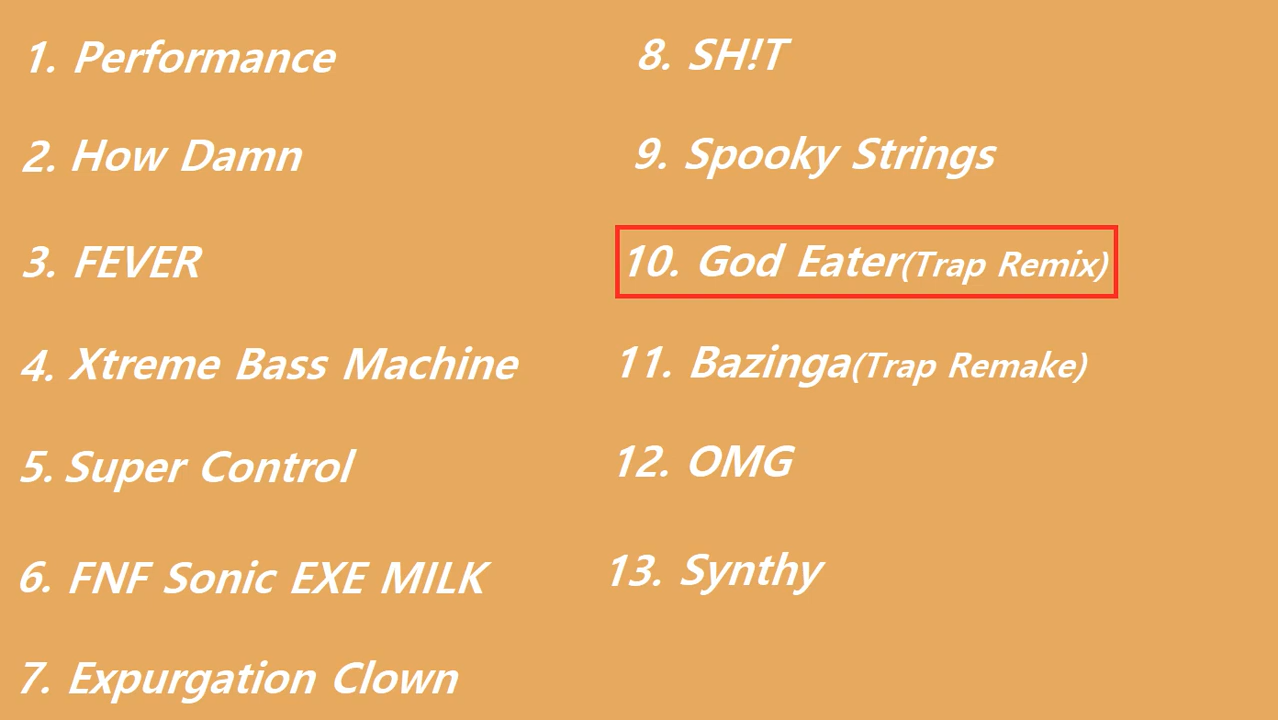 1. Performance
2. How Damn
3. FEVER
4. Xtreme Bass Machine
5. Super Control
6. FNF Sonic EXE MILK
7. Expurgation Clown
8. SH!T
9. Spooky Strings
10. God Eater(Trap Remix)
11. Bazinga(Trap Remake)
12. OMG
13. Synthy